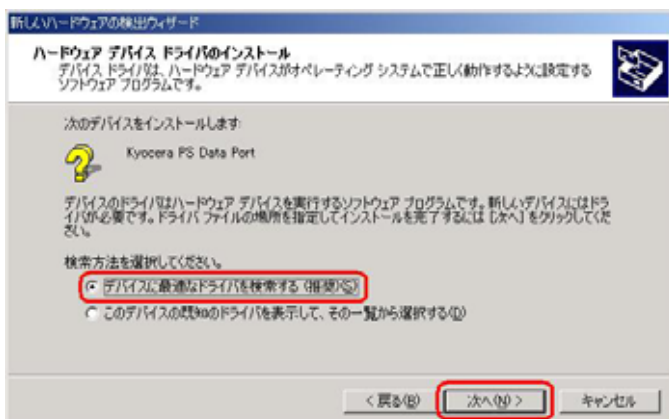 新しいハードウェアの検出ウィザード
ハードウェア デバイス ドライバのインストール
デバイス ドライバは、ハードウェア デバイスがオペレーティング システムで正しく動作するように設定する
ソフトウェア プログラムです。
次のデバイスをインストールします:
Kyocera PS Data Port
デバイスのドライバはハードウェア デバイスを実行するソフトウェア プログラムです。新しいデバイスにはドラ
イバが必要です。ドライバ ファイルの場所を指定してインストールを完了するには [次へ] をクリックしてくだ
さい。
検索方法を選択してください。
デバイスに最適なドライバを検索する (推奨)(S)
このデバイスの既知のドライバを表示して、その一覧から選択する(D)
< 戻る(B)
次へ(N) >
キャンセル